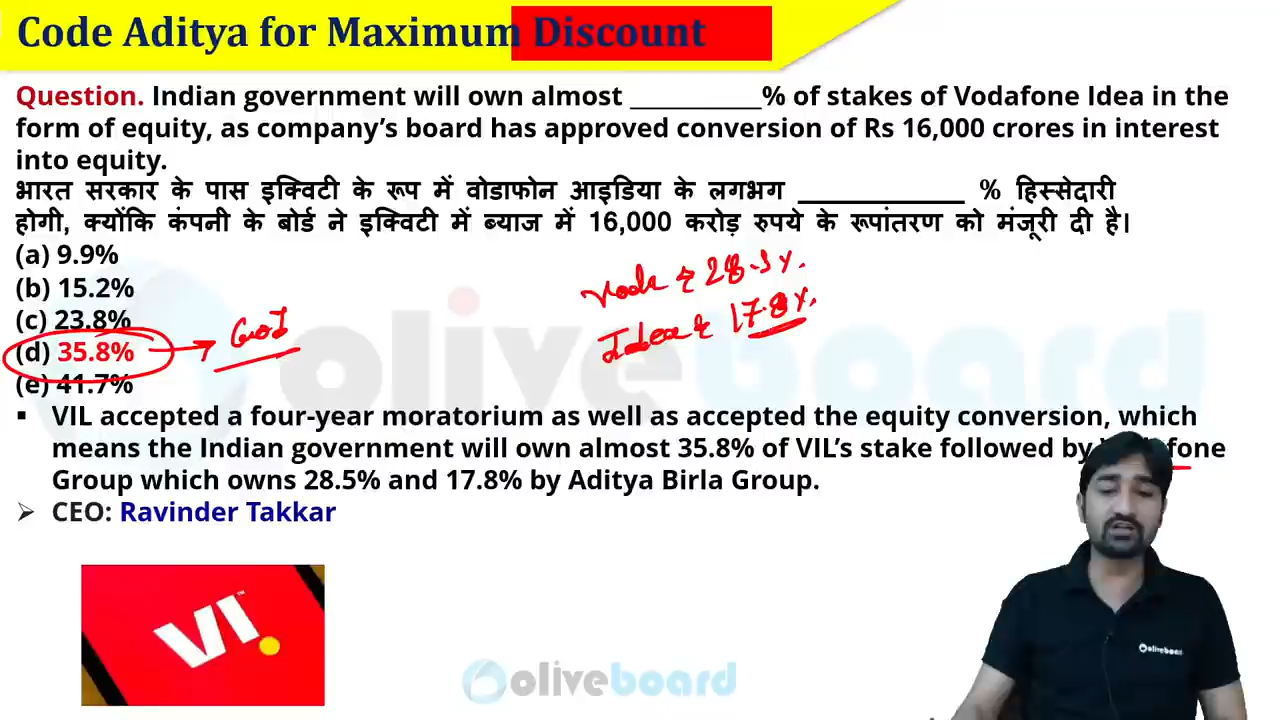 Code Aditya for Maximum Discount
Question. Indian government will own almost ___________% of stakes of Vodafone Idea in the
form of equity, as company’s board has approved conversion of Rs 16,000 crores in interest
into equity.
भारत सरकार के पास इक्विटी के रूप में वोडाफोन आइडिया के लगभग ______________ % हिस्सेदारी
होगी, क्योंकि कंपनी के बोर्ड ने इक्विटी में ब्याज में 16,000 करोड़ रुपये के रूपांतरण को मंजूरी दी है।
(a) 9.9%
(b) 15.2%
(c) 23.8%
(d) 35.8%
GoI
(e) 41.7%
28.5%.
Idea 17.8%.
▪ VIL accepted a four-year moratorium as well as accepted the equity conversion, which
means the Indian government will own almost 35.8% of VIL’s stake followed by
Group which owns 28.5% and 17.8% by Aditya Birla Group.
➢ CEO: Ravinder Takkar
VI
oliveboard
oliveboard
oliveboard